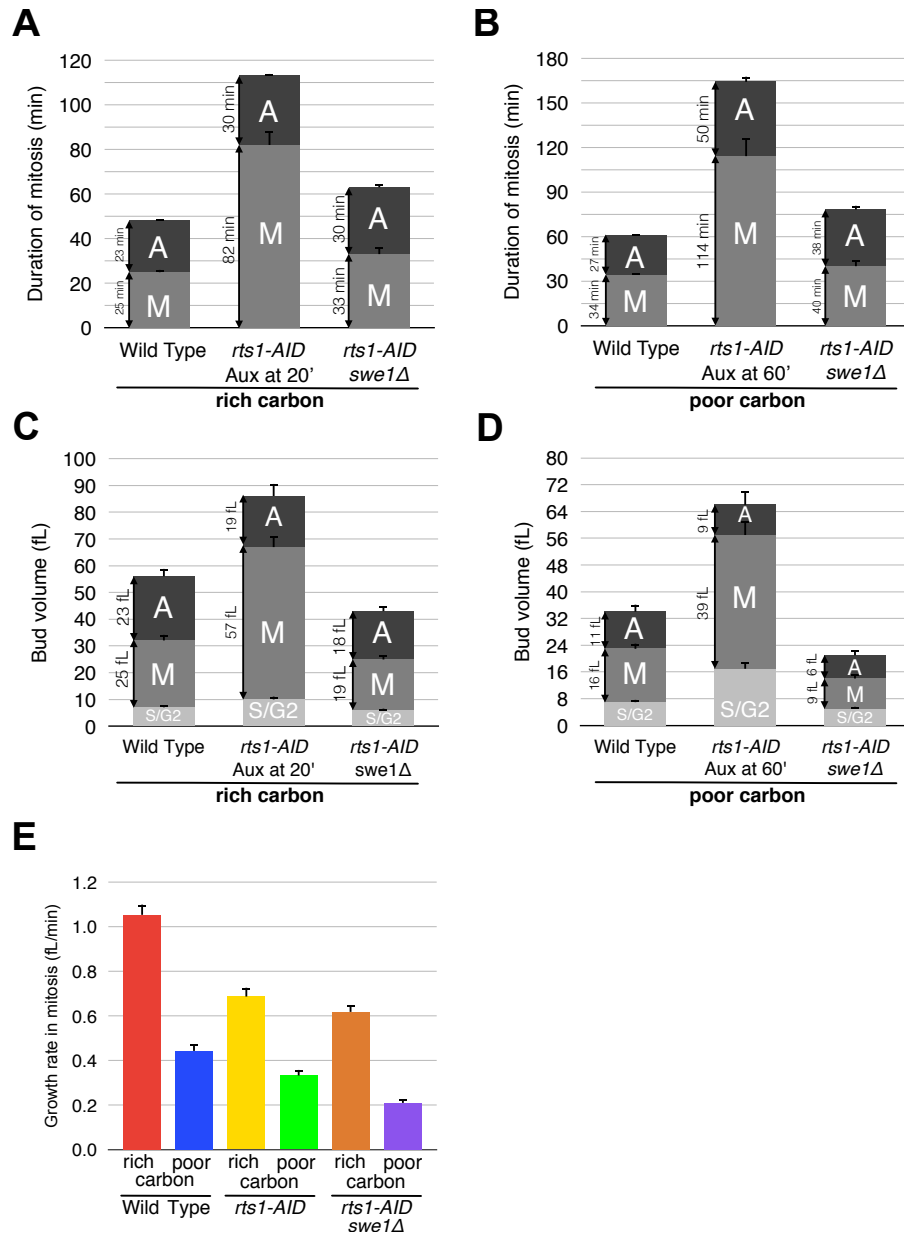 A
Duration of mitosis (min)
120
100
80
60
40
20
0
23 min
25 min
A
M
30 min
82 min
A
M
30 min
33 min
A
M
Wild Type
rts1-AID
Aux at 20'
rts1-AID
swe1Δ
rich carbon
B
Duration of mitosis (min)
180
150
120
90
60
30
0
27 min
34 min
A
M
50 min
114 min
A
M
38 min
40 min
A
M
Wild Type
rts1-AID
Aux at 60'
rts1-AID
swe1Δ
poor carbon
C
Bud volume (fL)
100
90
80
70
60
50
40
30
20
10
0
23 fL
25 fL
A
M
S/G2
19 fL
57 fL
A
M
S/G2
18 fL
19 fL
A
M
S/G2
Wild Type
rts1-AID
Aux at 20'
rts1-AID
swe1Δ
rich carbon
D
Bud volume (fL)
80
72
64
56
48
40
32
24
16
8
0
11 fL
16 fL
A
M
S/G2
9 fL
39 fL
A
M
S/G2
6 fL
9 fL
A
M
S/G2
Wild Type
rts1-AID
Aux at 60'
rts1-AID
swe1Δ
poor carbon
E
Growth rate in mitosis (fL/min)
1.2
1.0
0.8
0.6
0.4
0.2
0.0
rich poor
carbon
Wild Type
rich poor
carbon
rts1-AID
rich poor
carbon
rts1-AID
swe1Δ